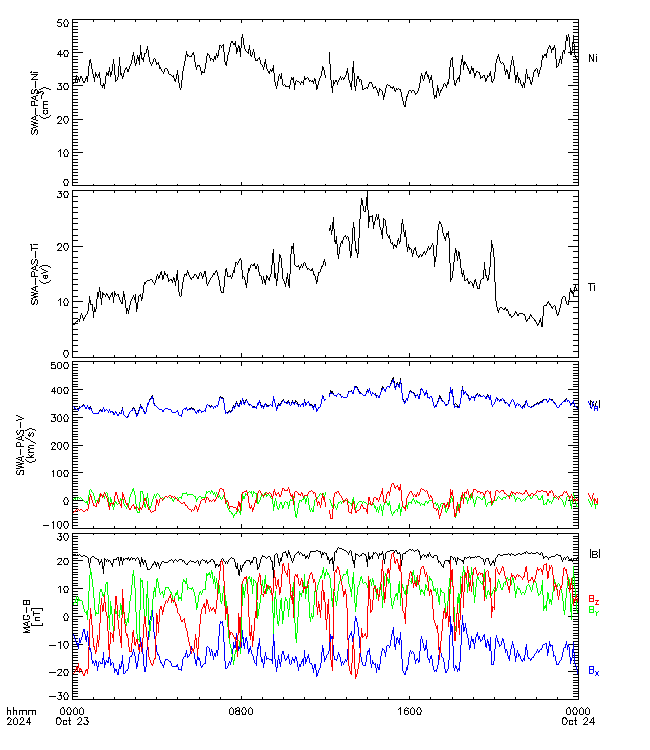 50
40
30
20
10
0
SWA-PAS-Ni
(cm⁻³)
Ni
30
20
10
0
SWA-PAS-Ti
(eV)
Ti
500
400
300
200
100
0
-100
SWA-PAS-V
(km/s)
30
20
10
0
-10
-20
-30
MAG-B
[nT]
|B|
Bz
By
Bx
hhmm 0000 0800 1600 0000
2024 Oct 23 Oct 24